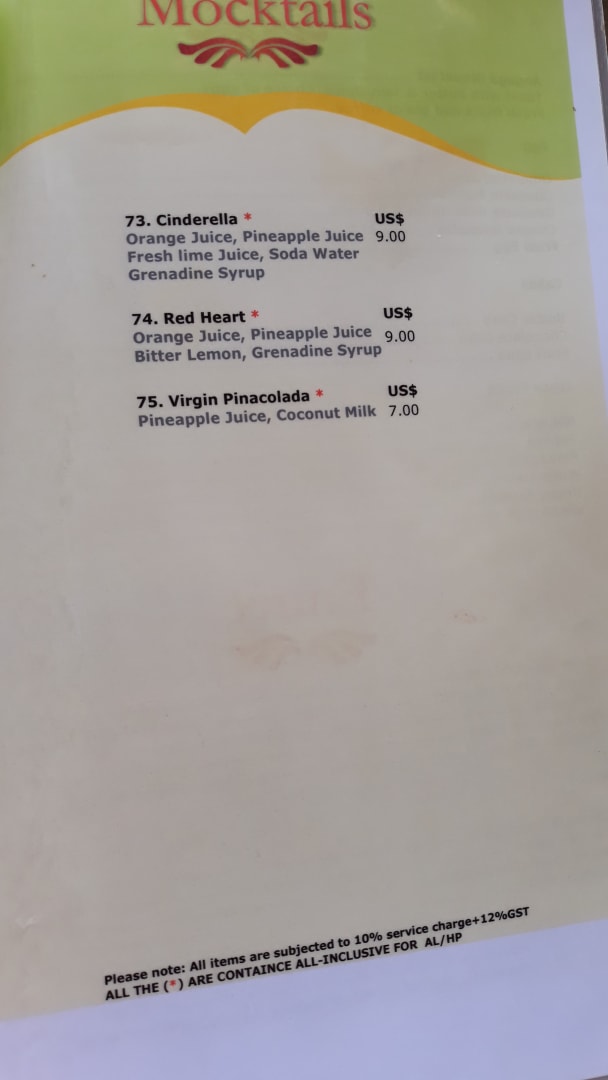 Mocktails
73. Cinderella * US$
Orange Juice, Pineapple Juice 9.00
Fresh lime Juice, Soda Water
Grenadine Syrup
74. Red Heart * US$
Orange Juice, Pineapple Juice 9.00
Bitter Lemon, Grenadine Syrup
75. Virgin Pinacolada * US$
Pineapple Juice, Coconut Milk 7.00
Please note: All items are subjected to 10% service charge+12%GST
ALL THE (*) ARE CONTAINCE ALL-INCLUSIVE FOR AL/HP